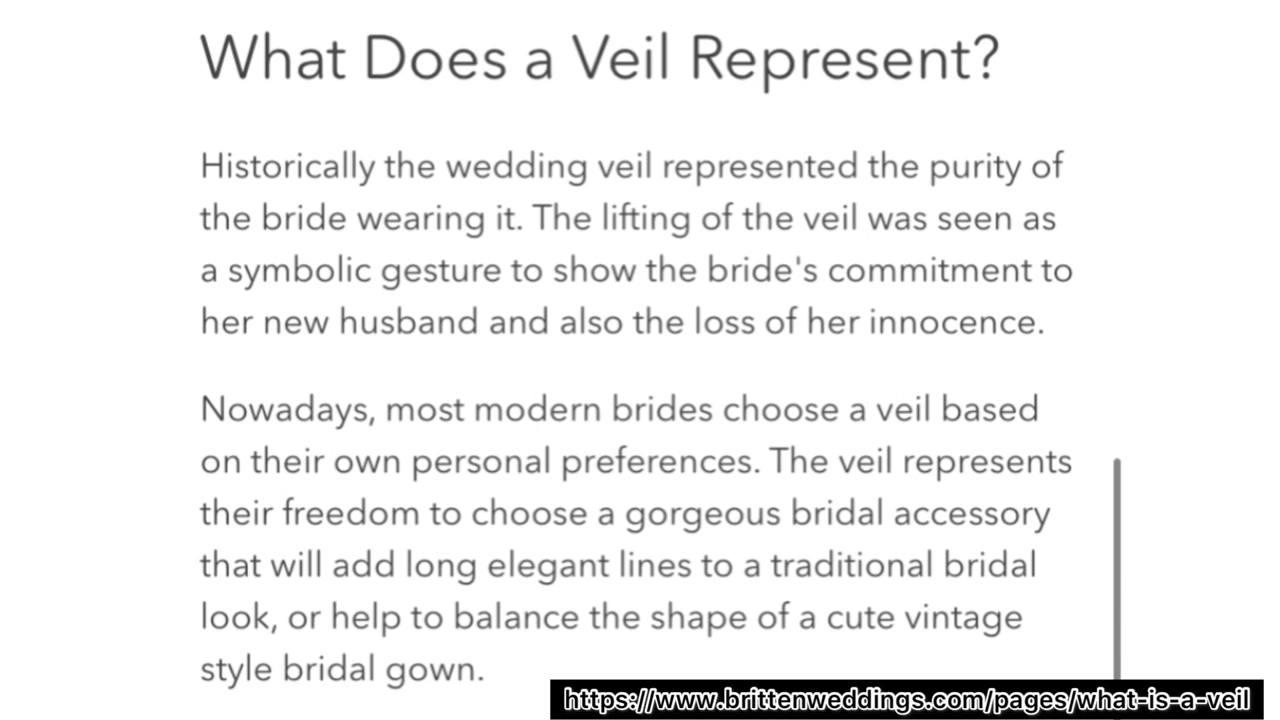 What Does a Veil Represent?
Historically the wedding veil represented the purity of
the bride wearing it. The lifting of the veil was seen as
a symbolic gesture to show the bride's commitment to
her new husband and also the loss of her innocence.
Nowadays, most modern brides choose a veil based
on their own personal preferences. The veil represents
their freedom to choose a gorgeous bridal accessory
that will add long elegant lines to a traditional bridal
look, or help to balance the shape of a cute vintage
style bridal gown.
https://www.brittenweddings.com/pages/what-is-a-veil